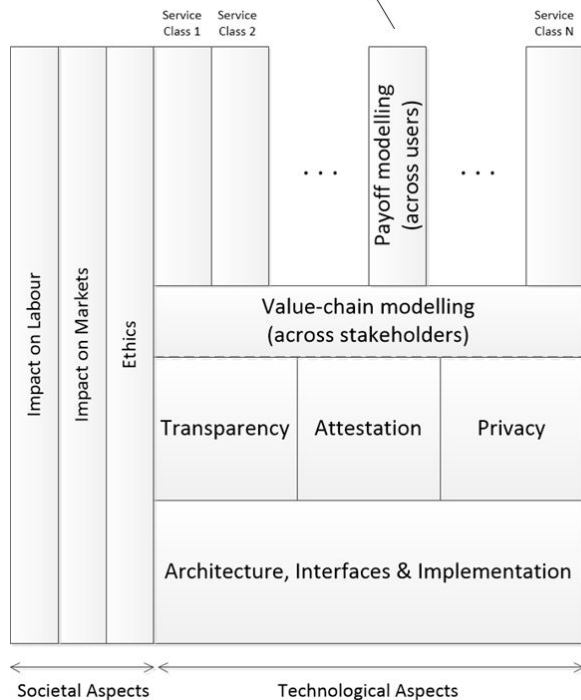 Service
Class 1
Service
Class 2
Service
Class N
Impact on Labour
Impact on Markets
Ethics
. . .
Payoff modelling
(across users)
. . .
Value-chain modelling
(across stakeholders)
Transparency
Attestation
Privacy
Architecture, Interfaces & Implementation
Societal Aspects
Technological Aspects